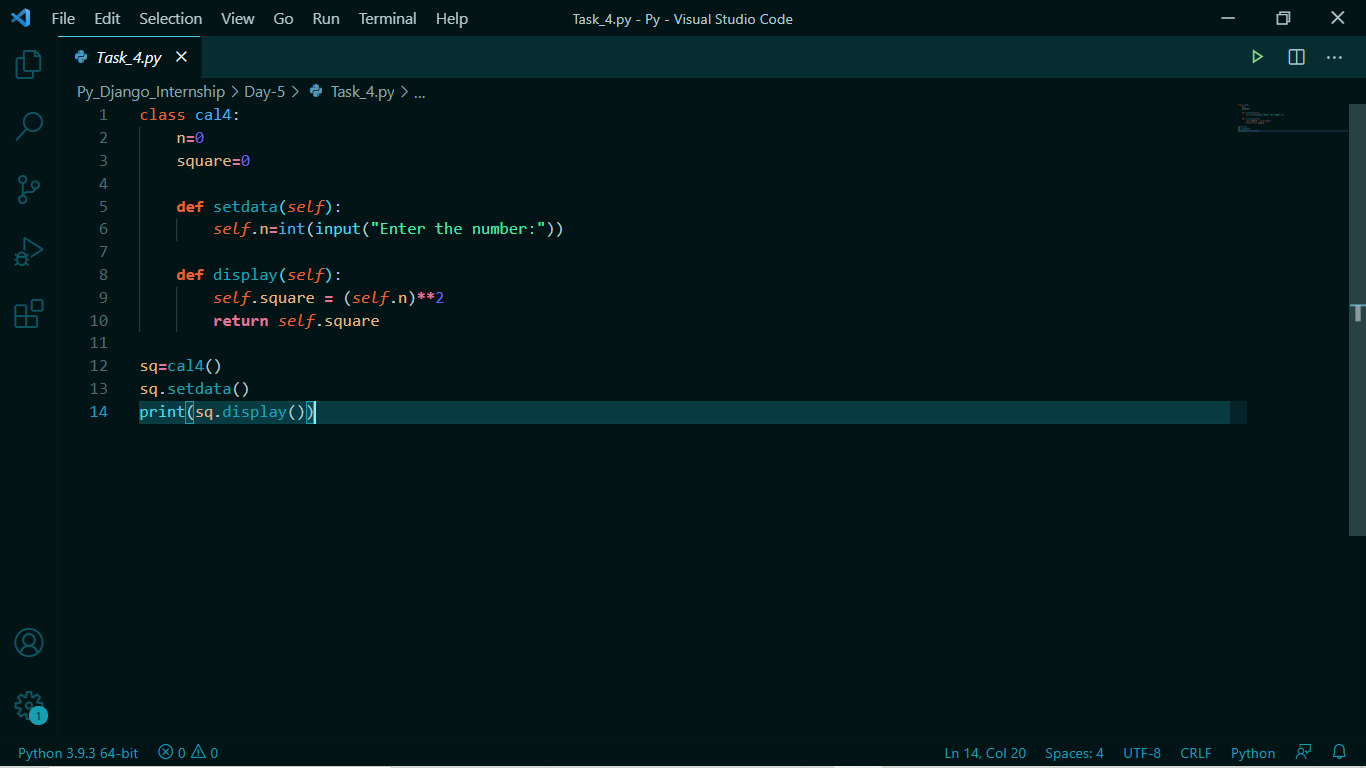 File Edit Selection View Go Run Terminal Help Task_4.py - Py - Visual Studio Code
Task_4.py
Py_Django_Internship > Day-5 > Task_4.py > ...
1 class cal4:
2     n=0
3     square=0
4
5     def setdata(self):
6         self.n=int(input("Enter the number:"))
7
8     def display(self):
9         self.square = (self.n)**2
10         return self.square
11
12 sq=cal4()
13 sq.setdata()
14 print(sq.display())
1
Python 3.9.3 64-bit 0 0 Ln 14, Col 20 Spaces: 4 UTF-8 CRLF Python